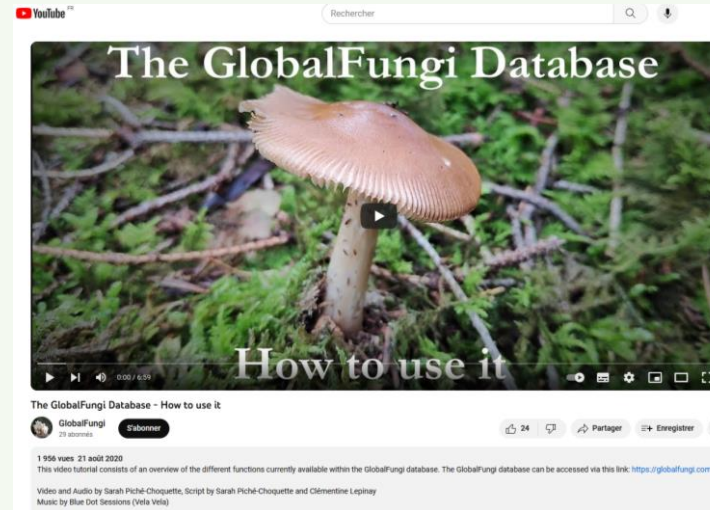 YouTube FR
Rechercher
The GlobalFungi Database
How to use it
0:00 / 6:59
The GlobalFungi Database - How to use it
GlobalFungi
29 abonnés
S'abonner
24
Partager
Enregistrer
1 956 vues 21 août 2020
This video tutorial consists of an overview of the different functions currently available within the GlobalFungi database. The GlobalFungi database can be accessed via this link: https://globalfungi.com
Video and Audio by Sarah Piché-Choquette, Script by Sarah Piché-Choquette and Clémentine Lepinay
Music by Blue Dot Sessions (Vela Vela)